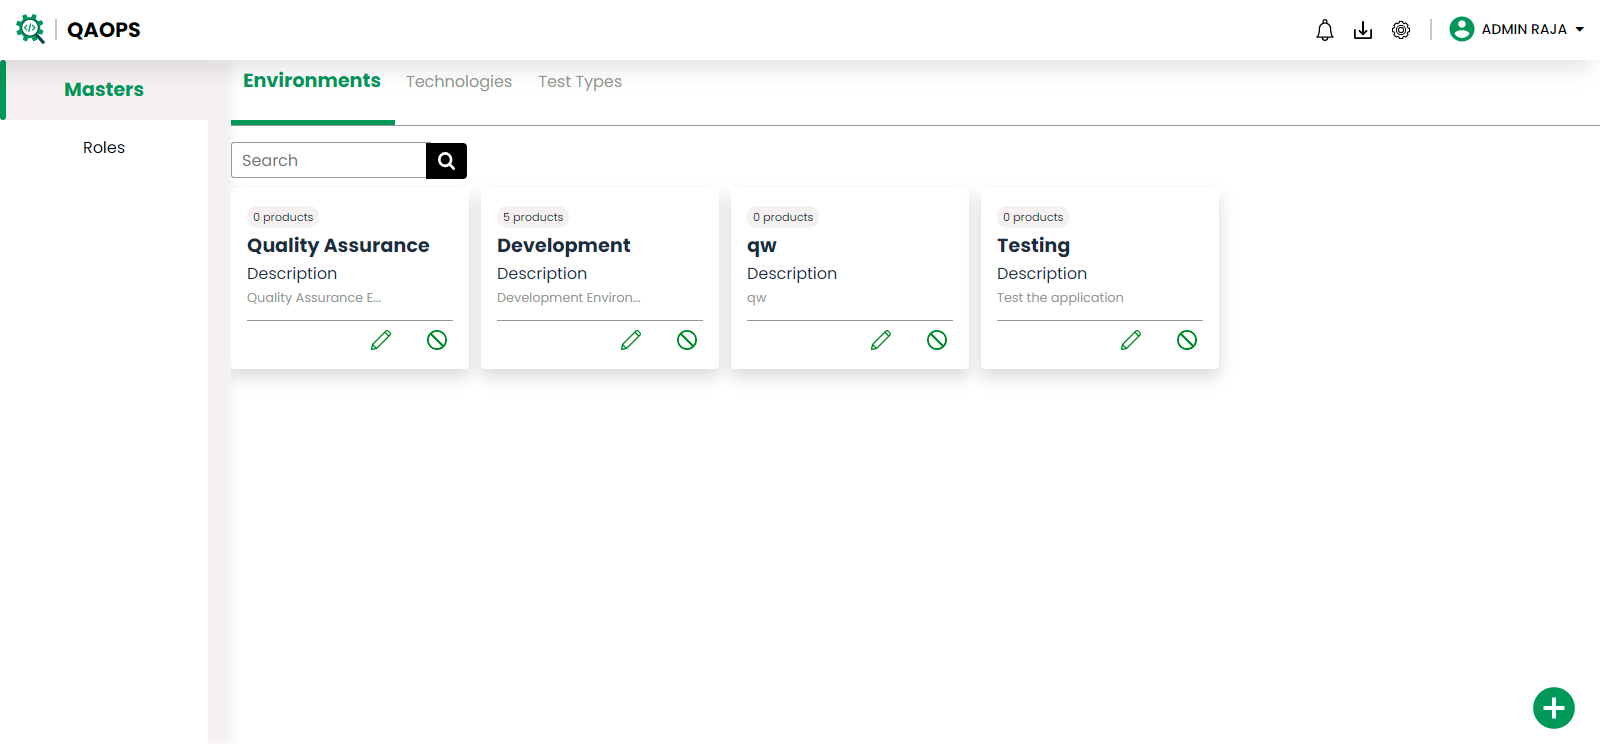 QAOPS
ADMIN RAJA
Masters
Roles
Environments Technologies Test Types
Search
0 products
Quality Assurance
Description
Quality Assurance E...
5 products
Development
Description
Development Environ...
0 products
qw
Description
qw
0 products
Testing
Description
Test the application